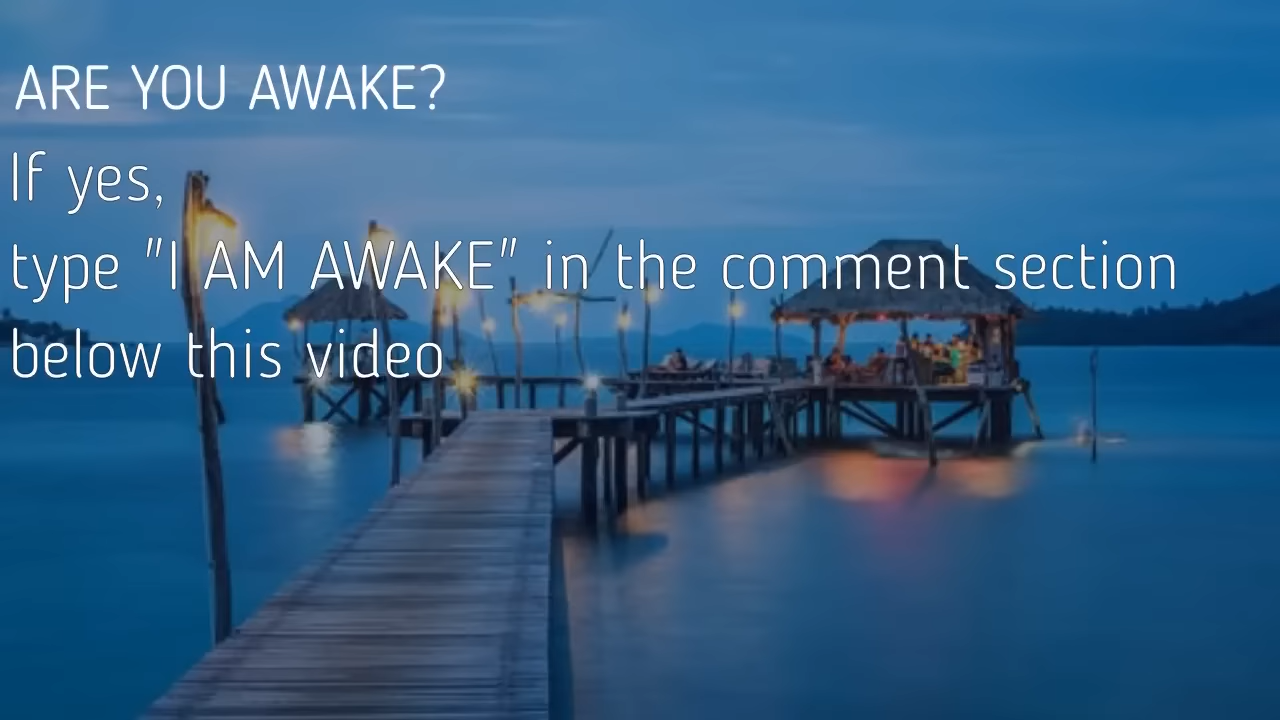 ARE YOU AWAKE?
If yes,
type "I AM AWAKE" in the comment section
below this video